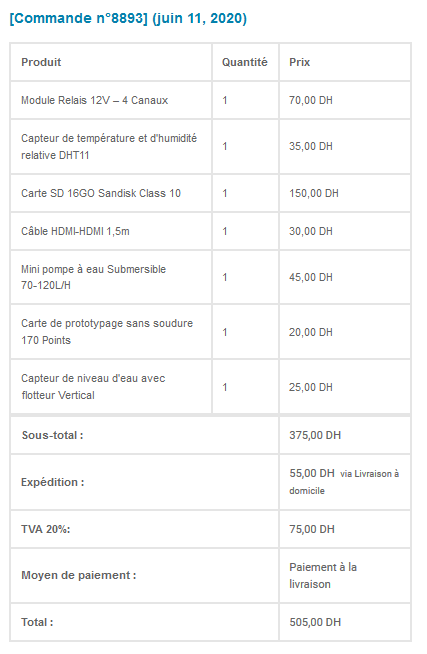 [Commande n°8893] (juin 11, 2020)
Produit Quantité Prix
Module Relais 12V – 4 Canaux 1 70,00 DH
Capteur de température et d'humidité
relative DHT11 1 35,00 DH
Carte SD 16GO Sandisk Class 10 1 150,00 DH
Câble HDMI-HDMI 1,5m 1 30,00 DH
Mini pompe à eau Submersible
70-120L/H 1 45,00 DH
Carte de prototypage sans soudure
170 Points 1 20,00 DH
Capteur de niveau d'eau avec
flotteur Vertical 1 25,00 DH
Sous-total : 375,00 DH
Expédition : 55,00 DH via Livraison à
domicile
TVA 20%: 75,00 DH
Moyen de paiement : Paiement à la
livraison
Total : 505,00 DH